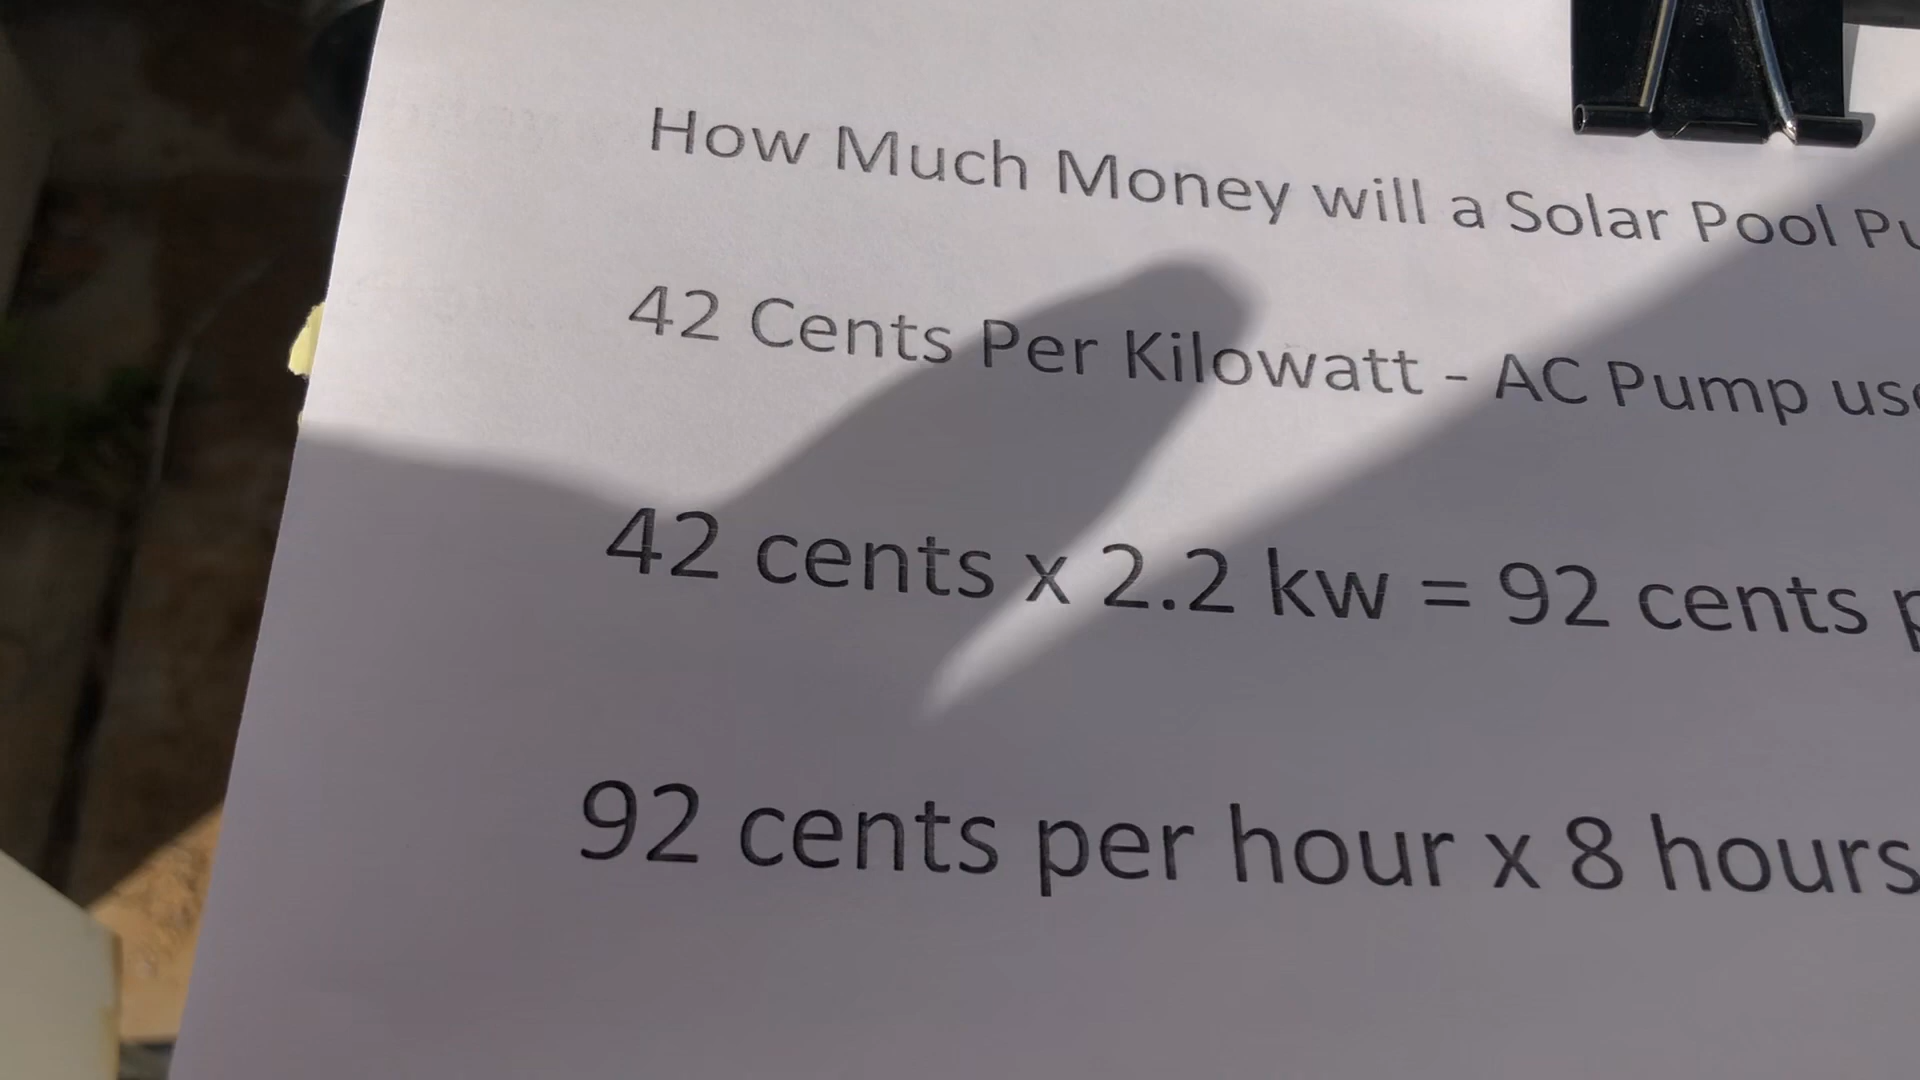 How Much Money will a Solar Pool
42 Cents Per Kilowatt - AC Pump
42 cents x 2.2 kw = 92 cents
92 cents per hour x 8 hours